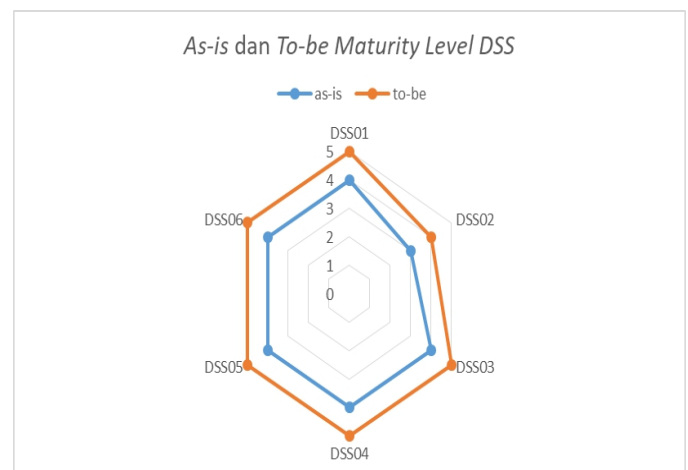 As-is dan To-be Maturity Level DSS
as-is to-be
DSS01
5
4
3
2
1
0
DSS02
DSS03
DSS04
DSS05
DSS06